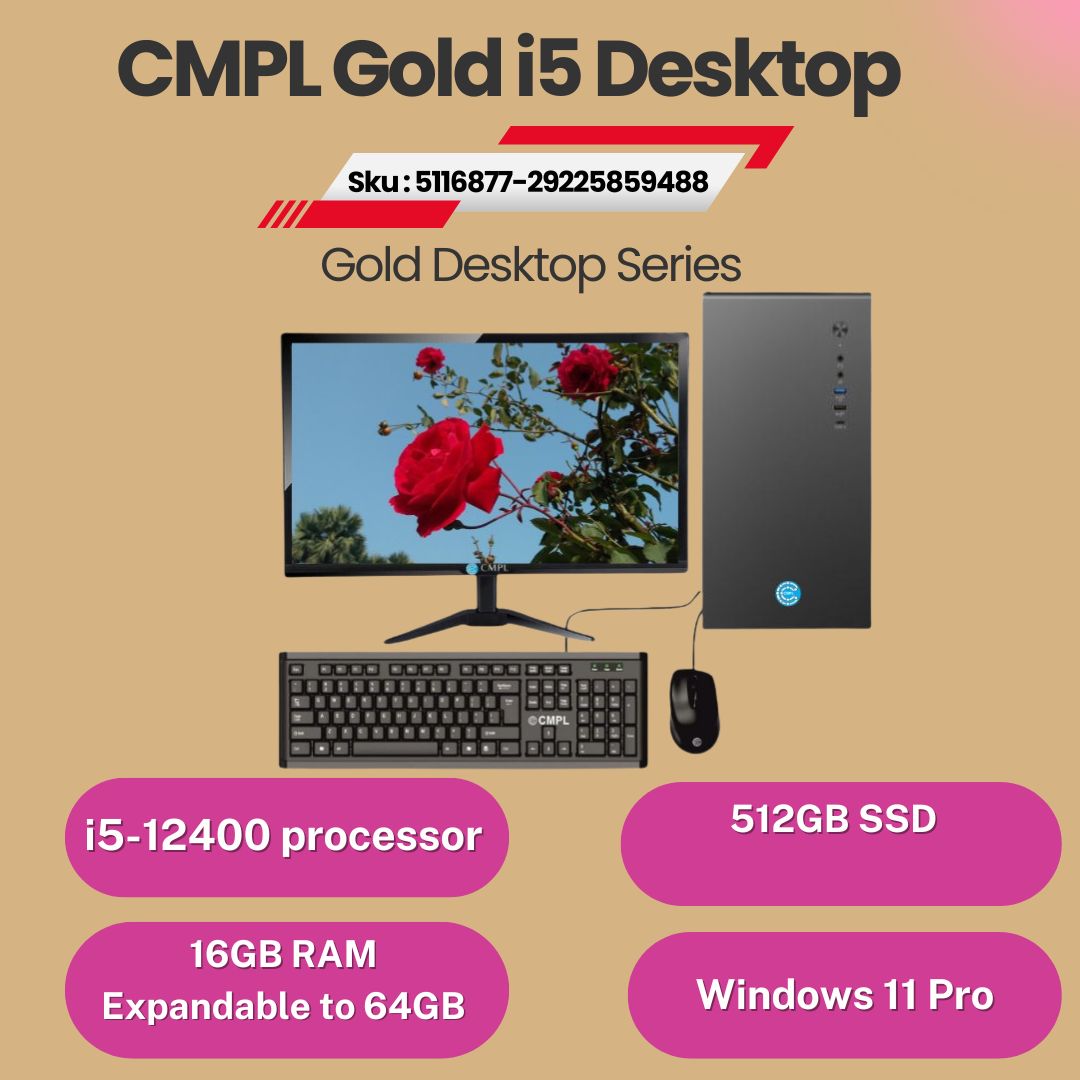 CMPL Gold i5 Desktop
Sku : 5116877-29225859488
Gold Desktop Series
CMPL
CMPL
i5-12400 processor
512GB SSD
16GB RAM
Expandable to 64GB
Windows 11 Pro